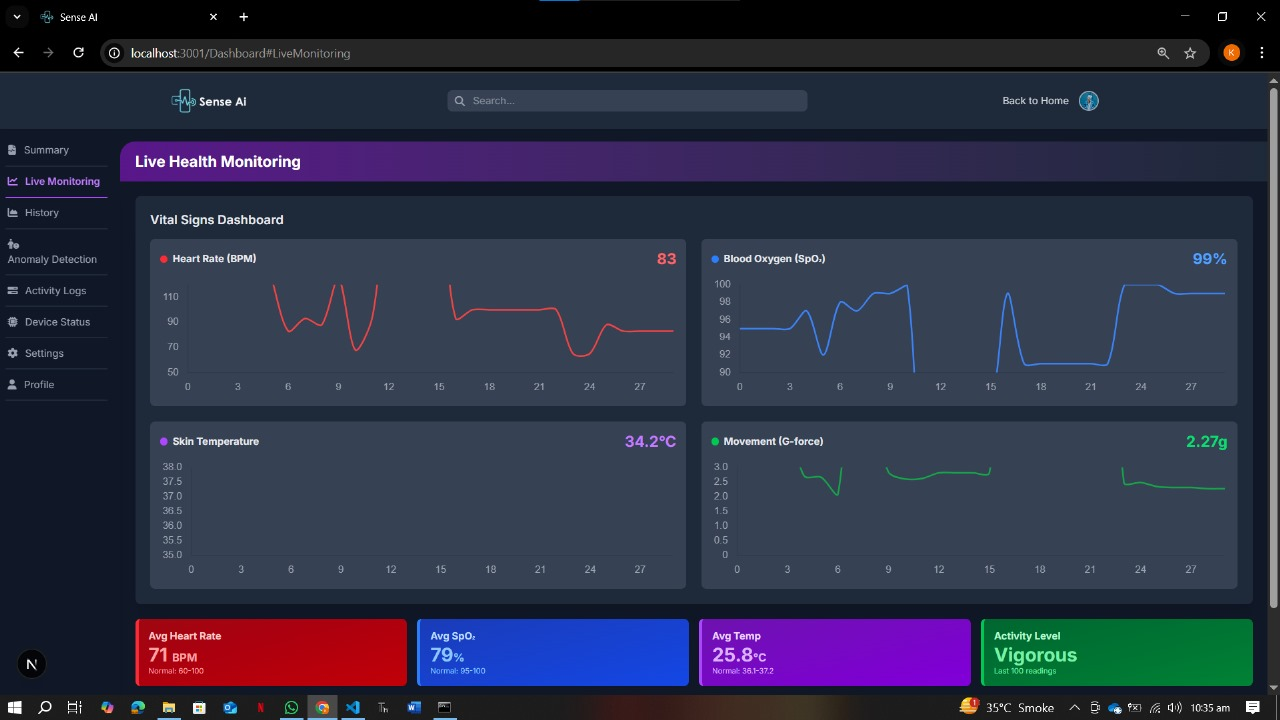 Sense Ai
localhost:3001/Dashboard#LiveMonitoring
K
Sense Ai
Search...
Back to Home
Summary
Live Monitoring
History
Anomaly Detection
Activity Logs
Device Status
Settings
Profile
Live Health Monitoring
Vital Signs Dashboard
Heart Rate (BPM) 83
110
90
70
50
0 3 6 9 12 15 18 21 24 27
Blood Oxygen (SpO₂) 99%
100
98
96
94
92
90
0 3 6 9 12 15 18 21 24 27
Skin Temperature 34.2°C
38.0
37.5
37.0
36.5
36.0
35.5
35.0
0 3 6 9 12 15 18 21 24 27
Movement (G-force) 2.27g
3.0
2.5
2.0
1.5
1.0
0.5
0
0 3 6 9 12 15 18 21 24 27
Avg Heart Rate
71 BPM
Normal: 60-100
Avg SpO₂
79%
Normal: 95-100
Avg Temp
25.8°C
Normal: 36.1-37.2
Activity Level
Vigorous
Last 100 readings
N
35°C Smoke
10:35 am